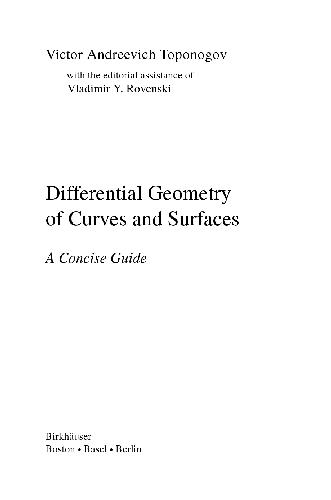 Victor Andreevich Toponogov
with the editorial assistance of
Vladimir Y. Rovenski
Differential Geometry
of Curves and Surfaces
A Concise Guide
Birkhäuser
Boston • Basel • Berlin